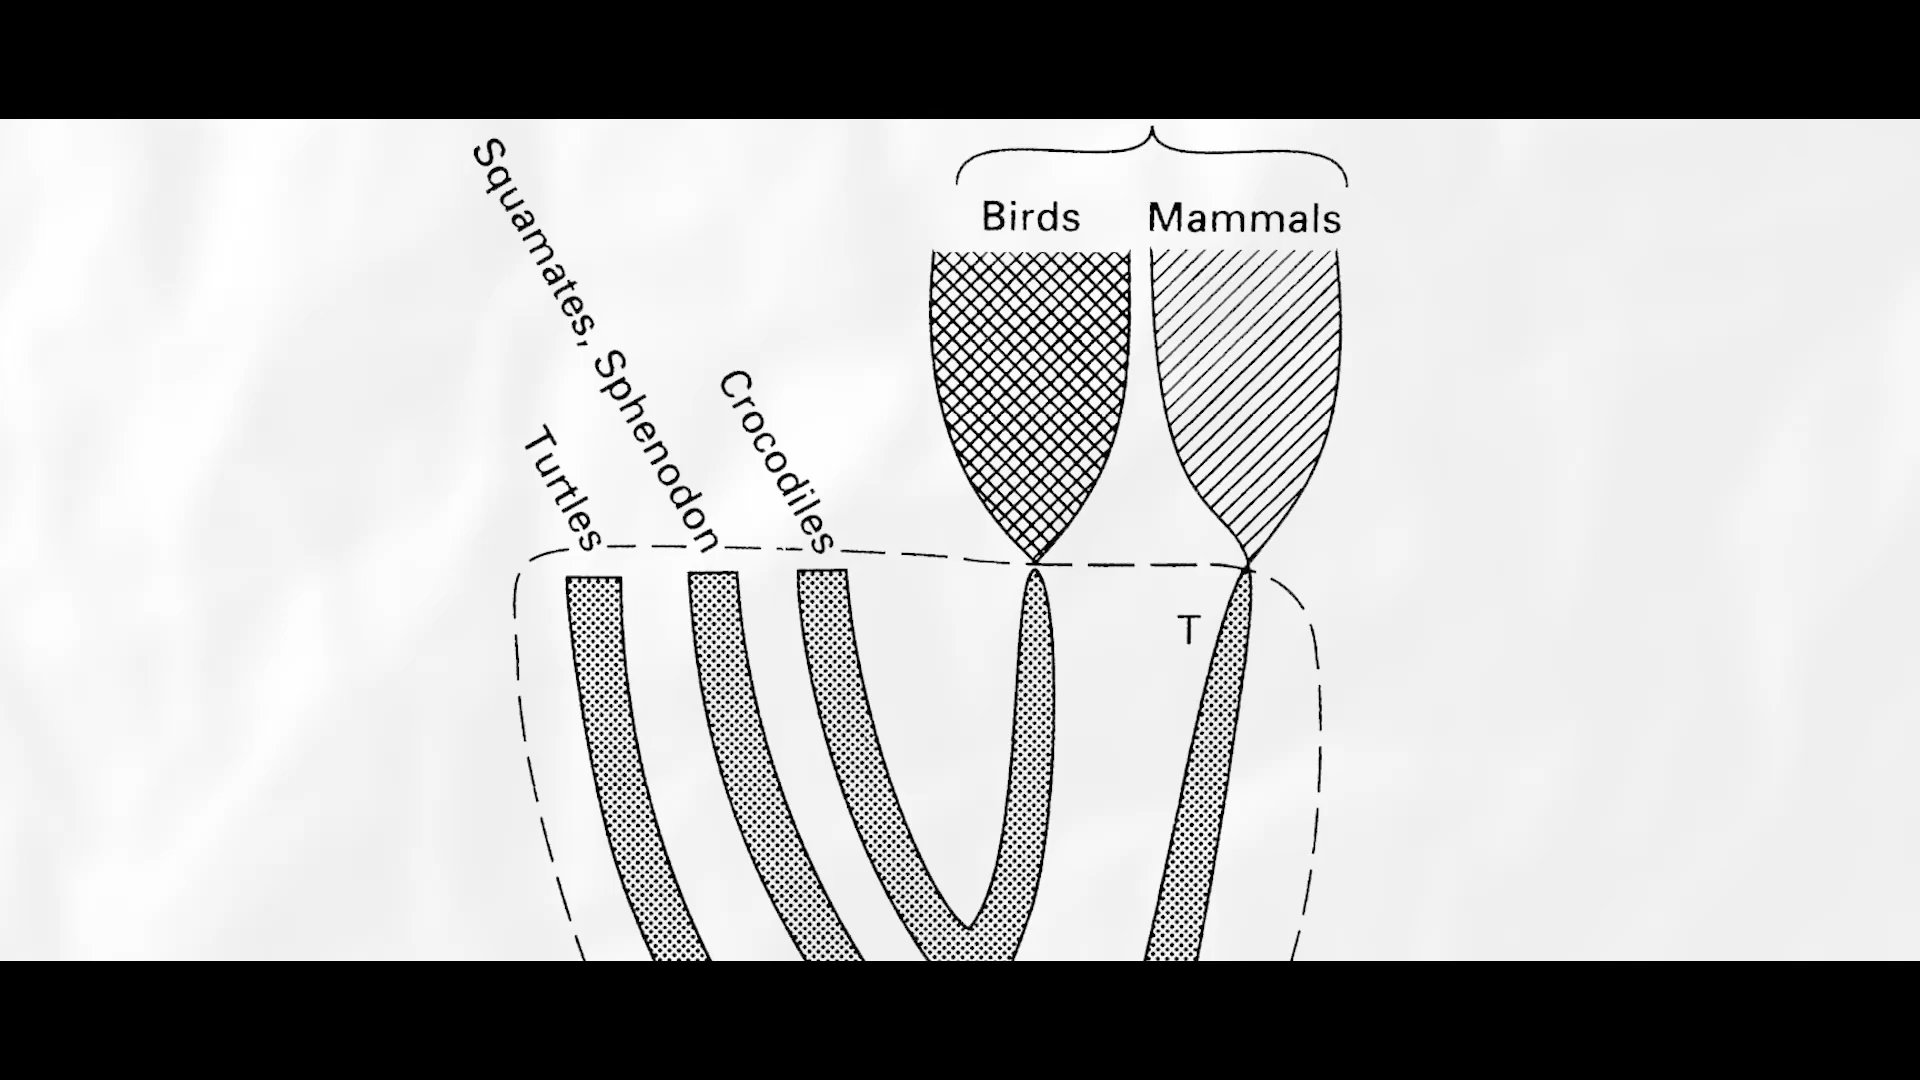 Birds
Mammals
Squamates, Sphenodon
Crocodiles
Turtles
T